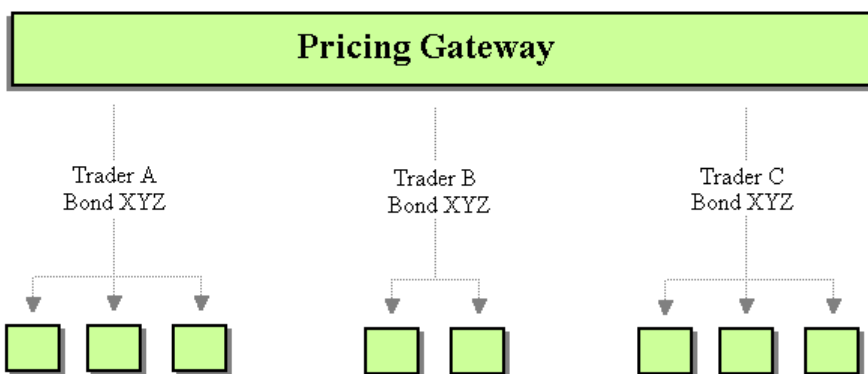 Pricing Gateway
Trader A
Bond XYZ
Trader B
Bond XYZ
Trader C
Bond XYZ